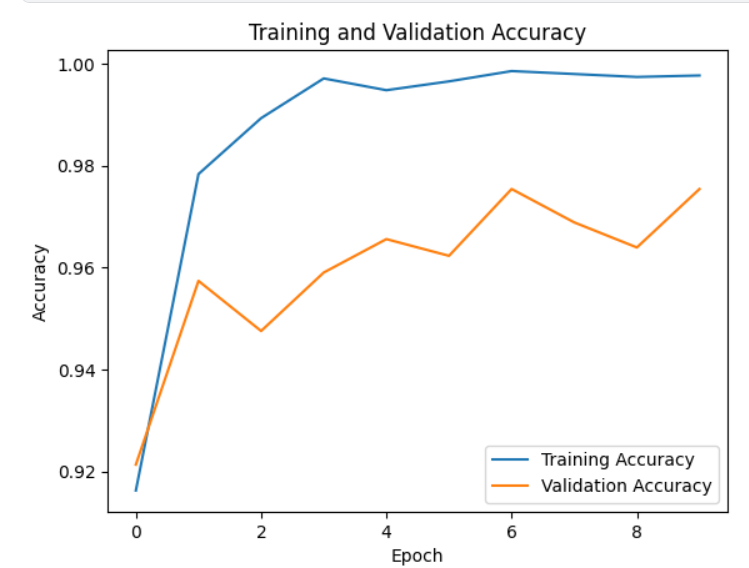 Training and Validation Accuracy
1.00
0.98
0.96
0.94
0.92
Accuracy
Training Accuracy
Validation Accuracy
0 2 4 6 8
Epoch